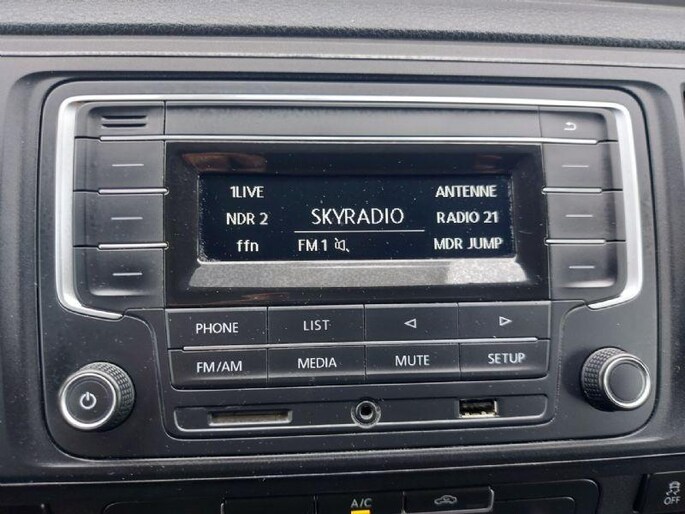 1LIVE ANTENNE
NDR 2 SKYRADIO RADIO 21
ffn FM 1 MDR JUMP
PHONE LIST
FM/AM MEDIA MUTE SETUP
A/C
OFF